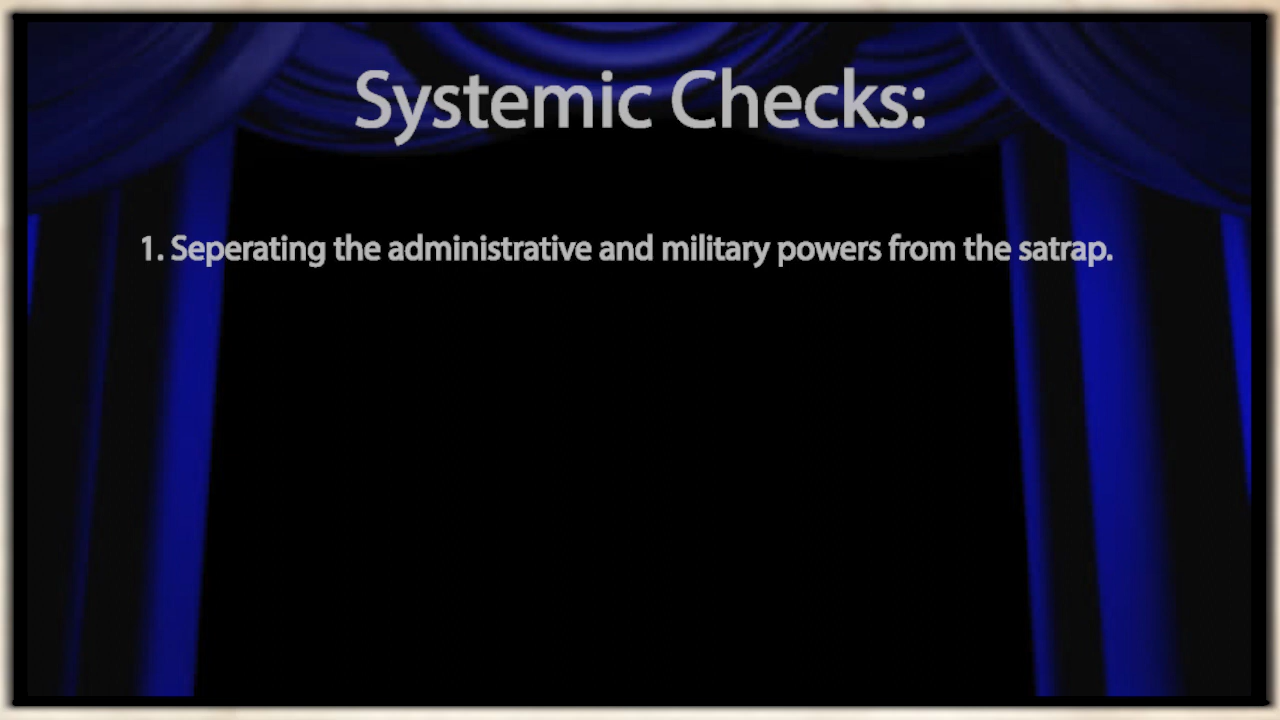 Systemic Checks:
1. Seperating the administrative and military powers from the satrap.